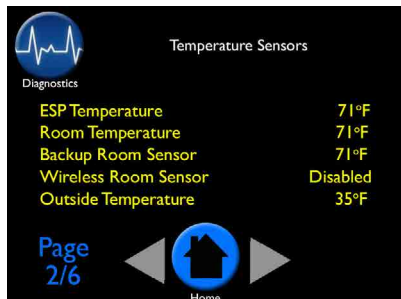 Temperature Sensors
Diagnostics
ESP Temperature 71°F
Room Temperature 71°F
Backup Room Sensor 71°F
Wireless Room Sensor Disabled
Outside Temperature 35°F
Page
2/6
Home